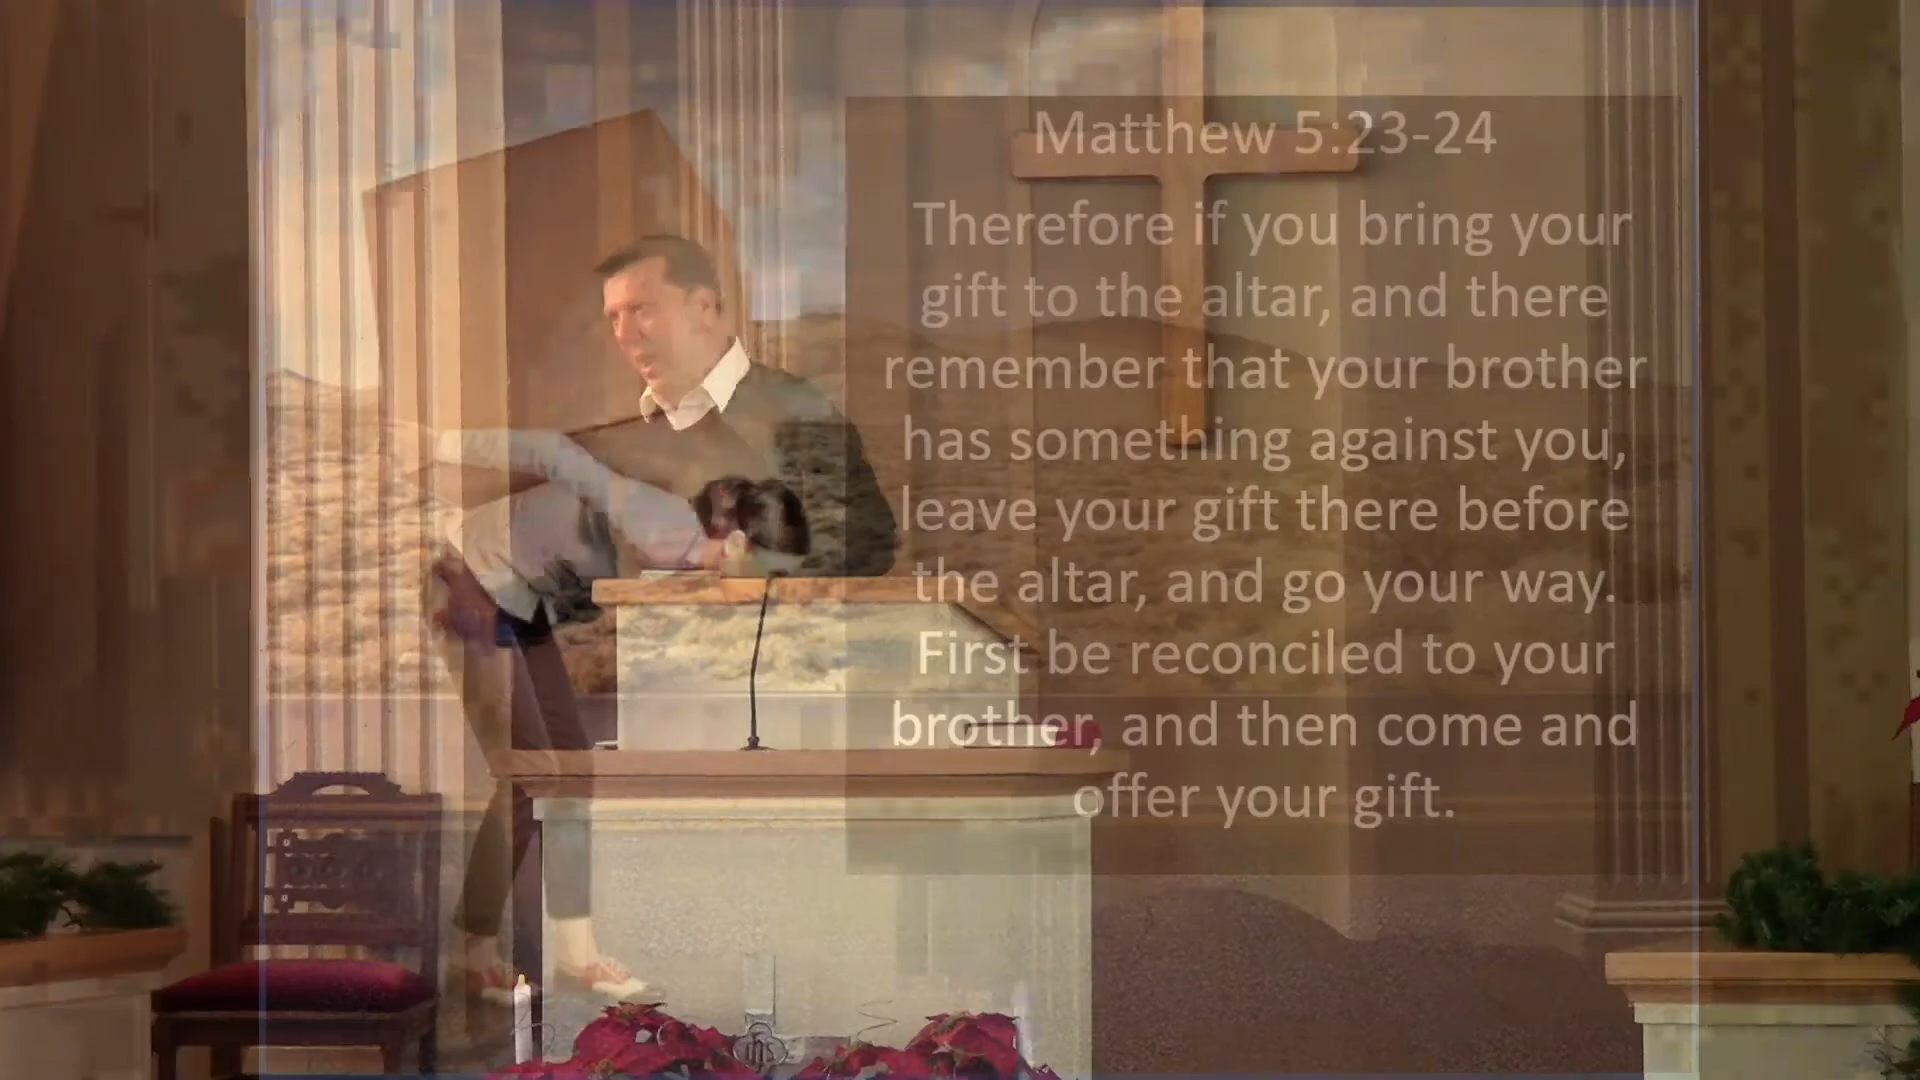 Matthew 5:23-24
Therefore if you bring your
gift to the altar, and there
remember that your brother
has something against you,
leave your gift there before
the altar, and go your way.
First be reconciled to your
brother, and then come and
offer your gift.
ihs